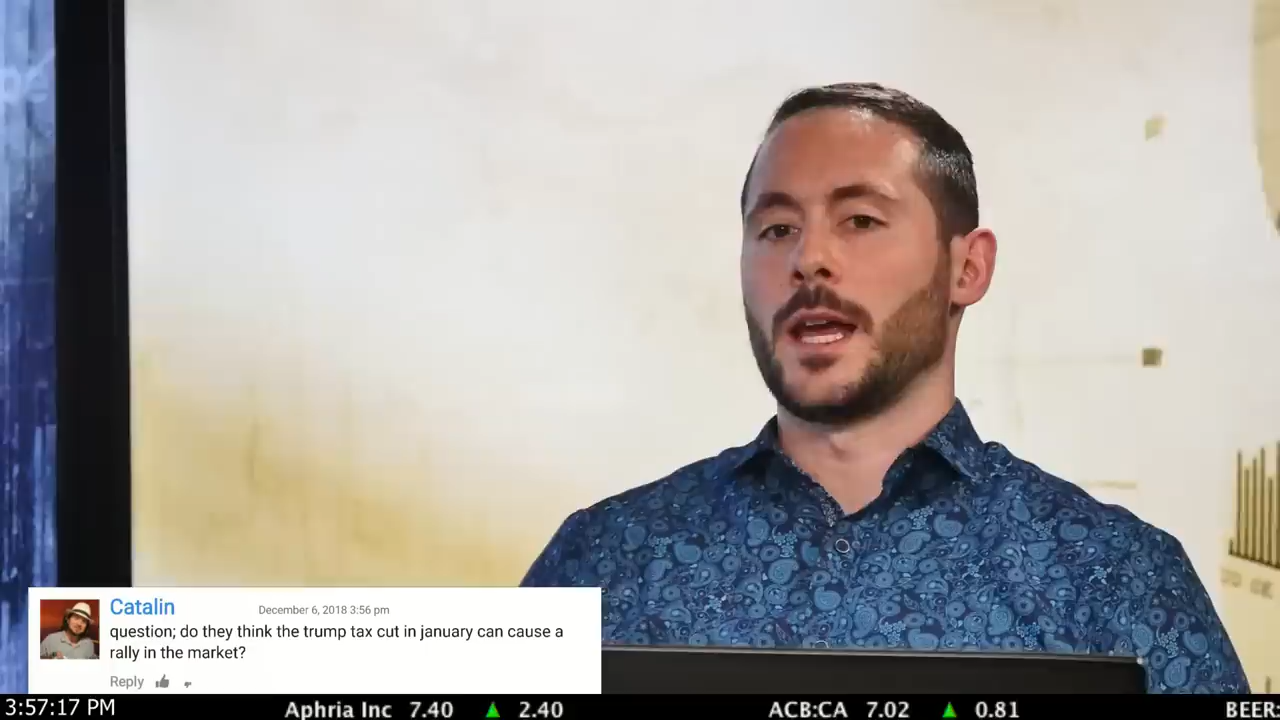 Catalin
December 6, 2018 3:56 pm
question; do they think the trump tax cut in january can cause a
rally in the market?
Reply
3:57:17 PM
Aphria Inc 7.40 ▲ 2.40
ACB:CA 7.02 ▲ 0.81
BEER: